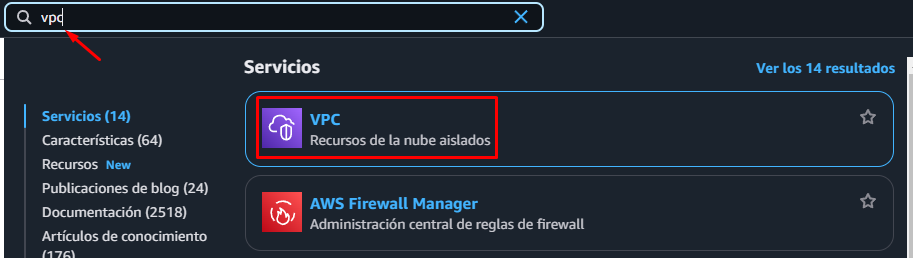 vpc
Servicios
Ver los 14 resultados
Servicios (14)
Características (64)
Recursos New
Publicaciones de blog (24)
Documentación (2518)
Artículos de conocimiento
(176)
VPC
Recursos de la nube aislados
AWS Firewall Manager
Administración central de reglas de firewall